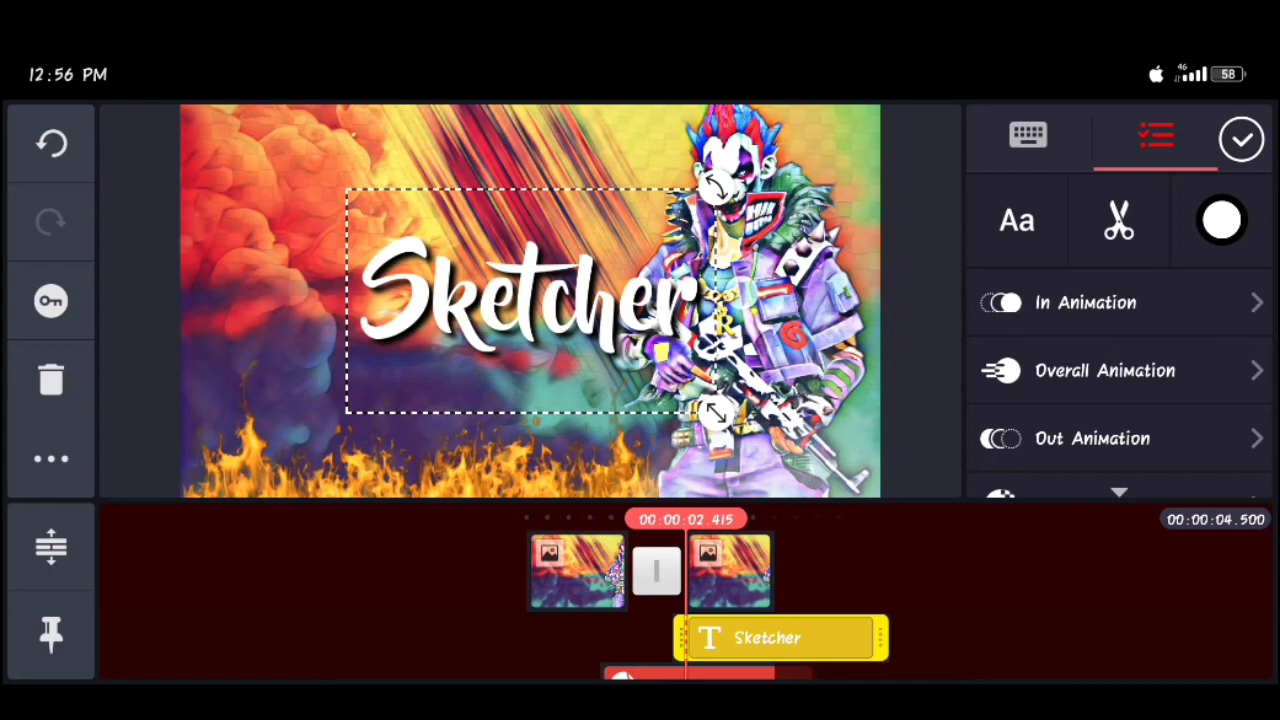 12:56 PM
4G
58
Sketcher
Aa
In Animation
Overall Animation
Out Animation
00:00:02.415
00:00:04.500
T Sketcher